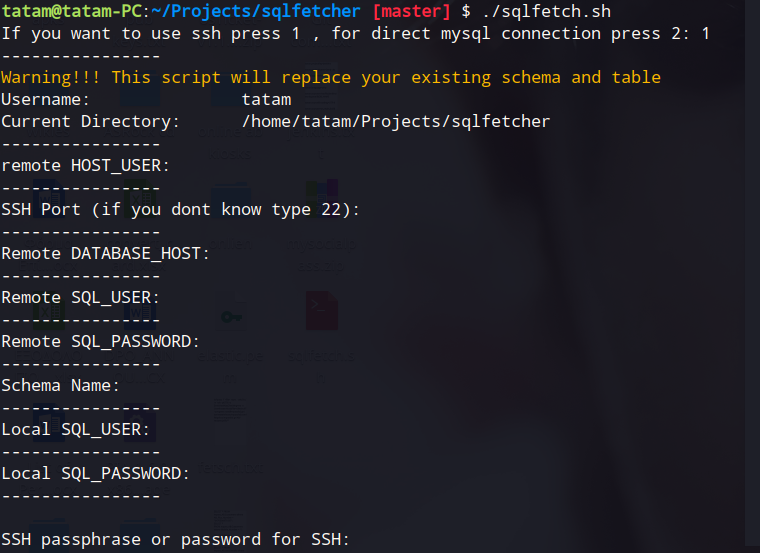 tatam@tatam-PC:~/Projects/sqlfetcher [master] $ ./sqlfetch.sh
If you want to use ssh press 1 , for direct mysql connection press 2: 1
----------------
Warning!!! This script will replace your existing schema and table
Username:               tatam
Current Directory:      /home/tatam/Projects/sqlfetcher
----------------
remote HOST_USER:
----------------
SSH Port (if you dont know type 22):
----------------
Remote DATABASE_HOST:
----------------
Remote SQL_USER:
----------------
Remote SQL_PASSWORD:
----------------
Schema Name:
----------------
Local SQL_USER:
----------------
Local SQL_PASSWORD:
----------------
SSH passphrase or password for SSH: